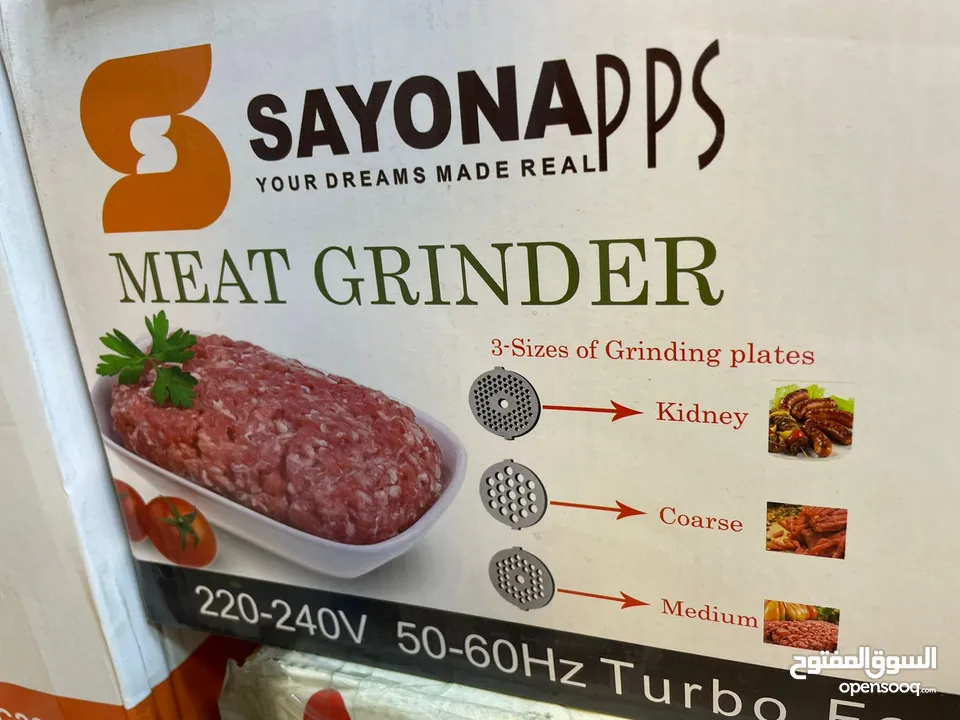 SAYONAPPS
YOUR DREAMS MADE REAL
MEAT GRINDER
3-Sizes of Grinding plates
Kidney
Coarse
Medium
220-240V 50-60Hz Turbo
السوق المفتوح
opensooq.com